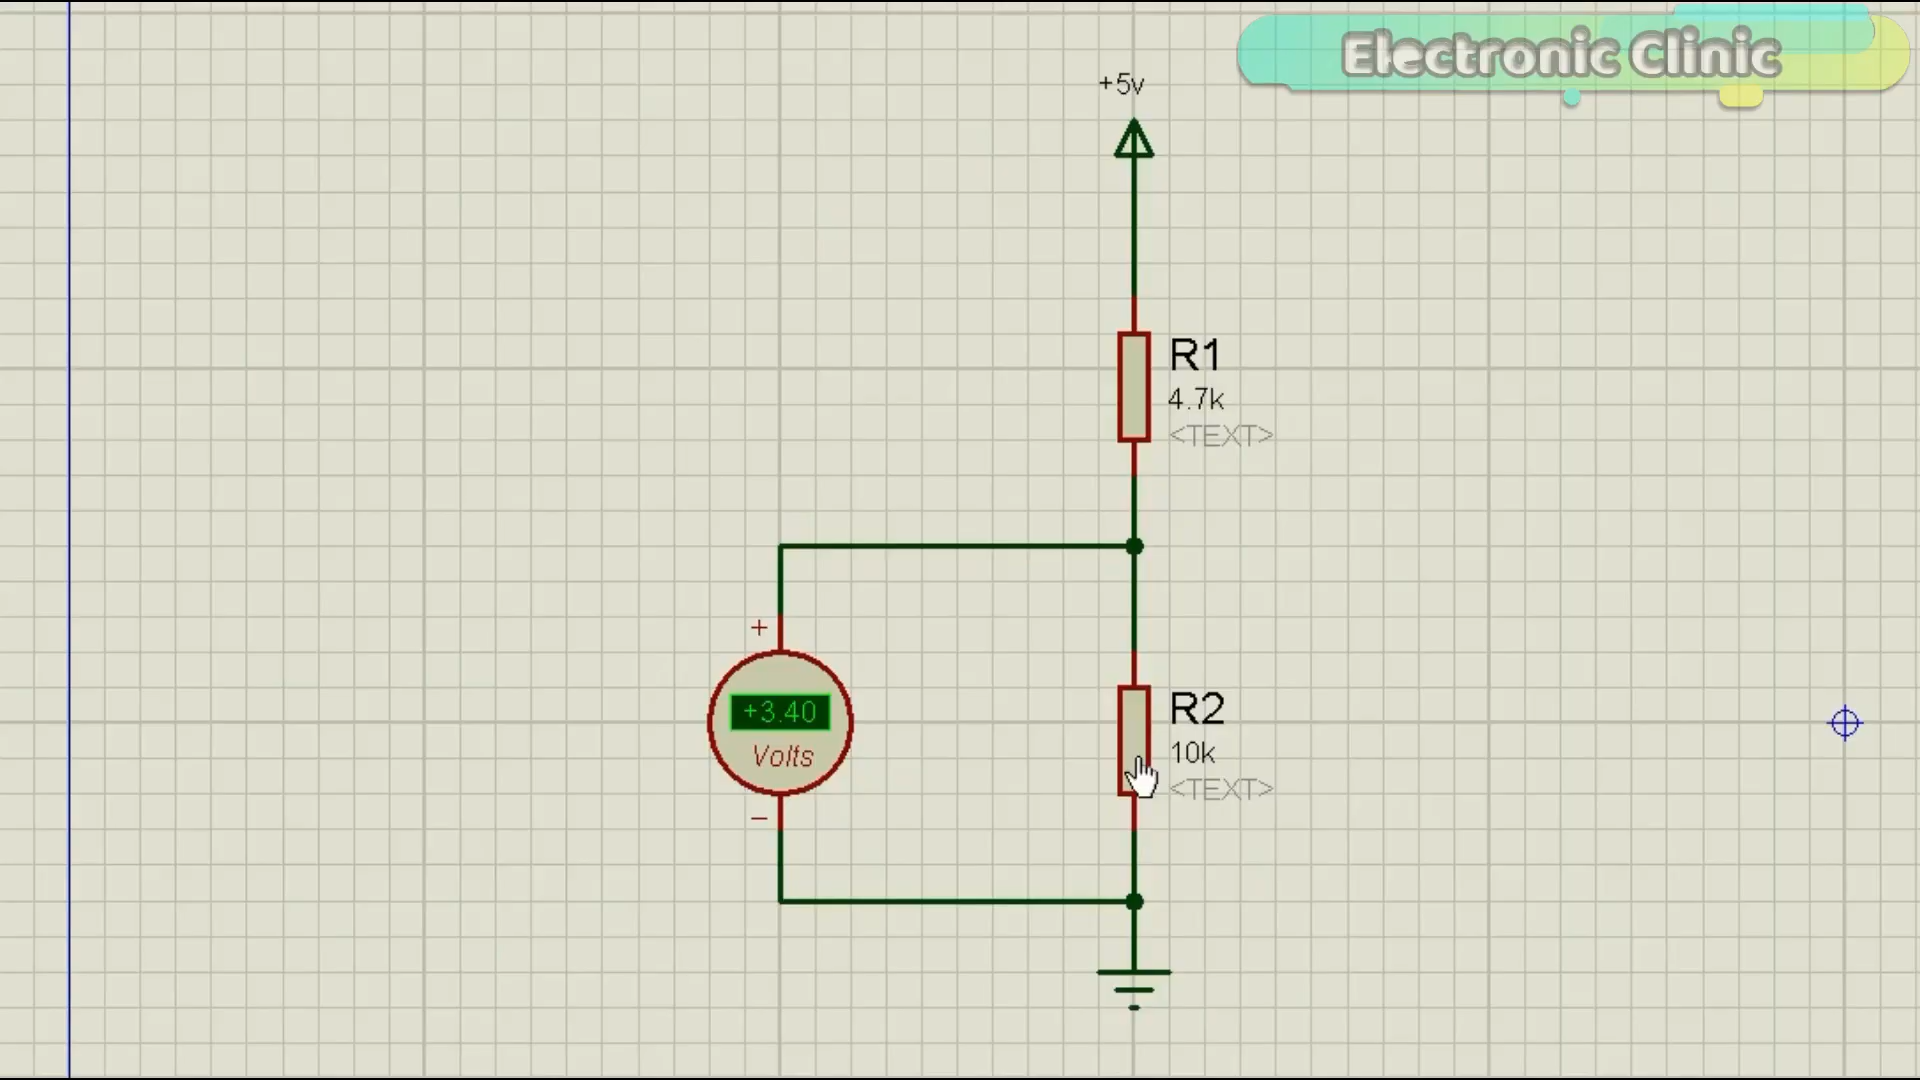 Electronic Clinic
+5v
R1
4.7k
<TEXT>
+
+3.40
Volts
−
R2
10k
<TEXT>